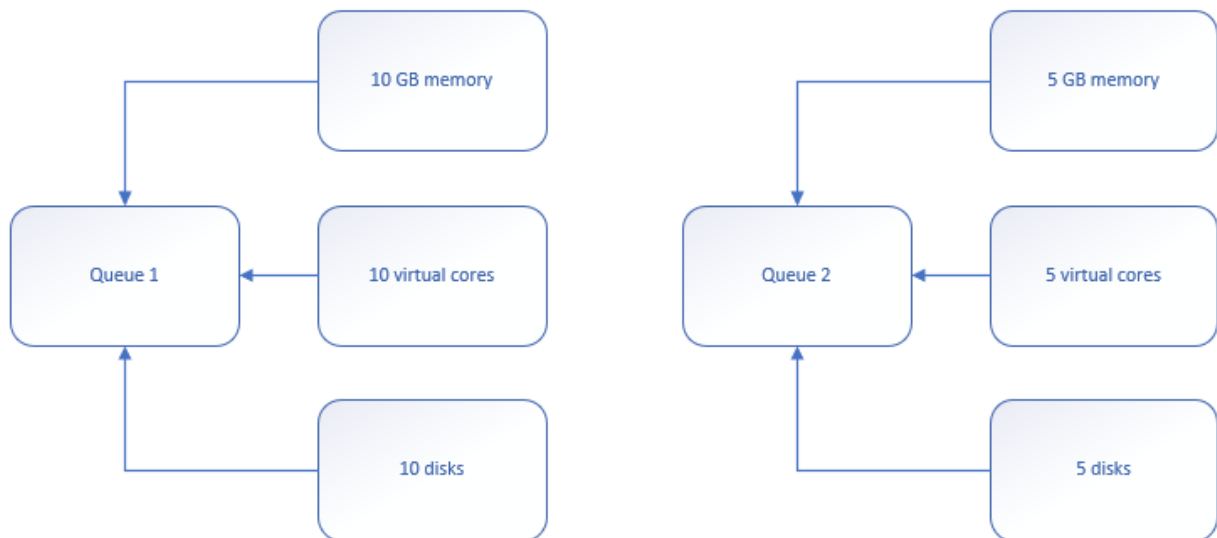 10 GB memory
Queue 1
10 virtual cores
10 disks
5 GB memory
Queue 2
5 virtual cores
5 disks